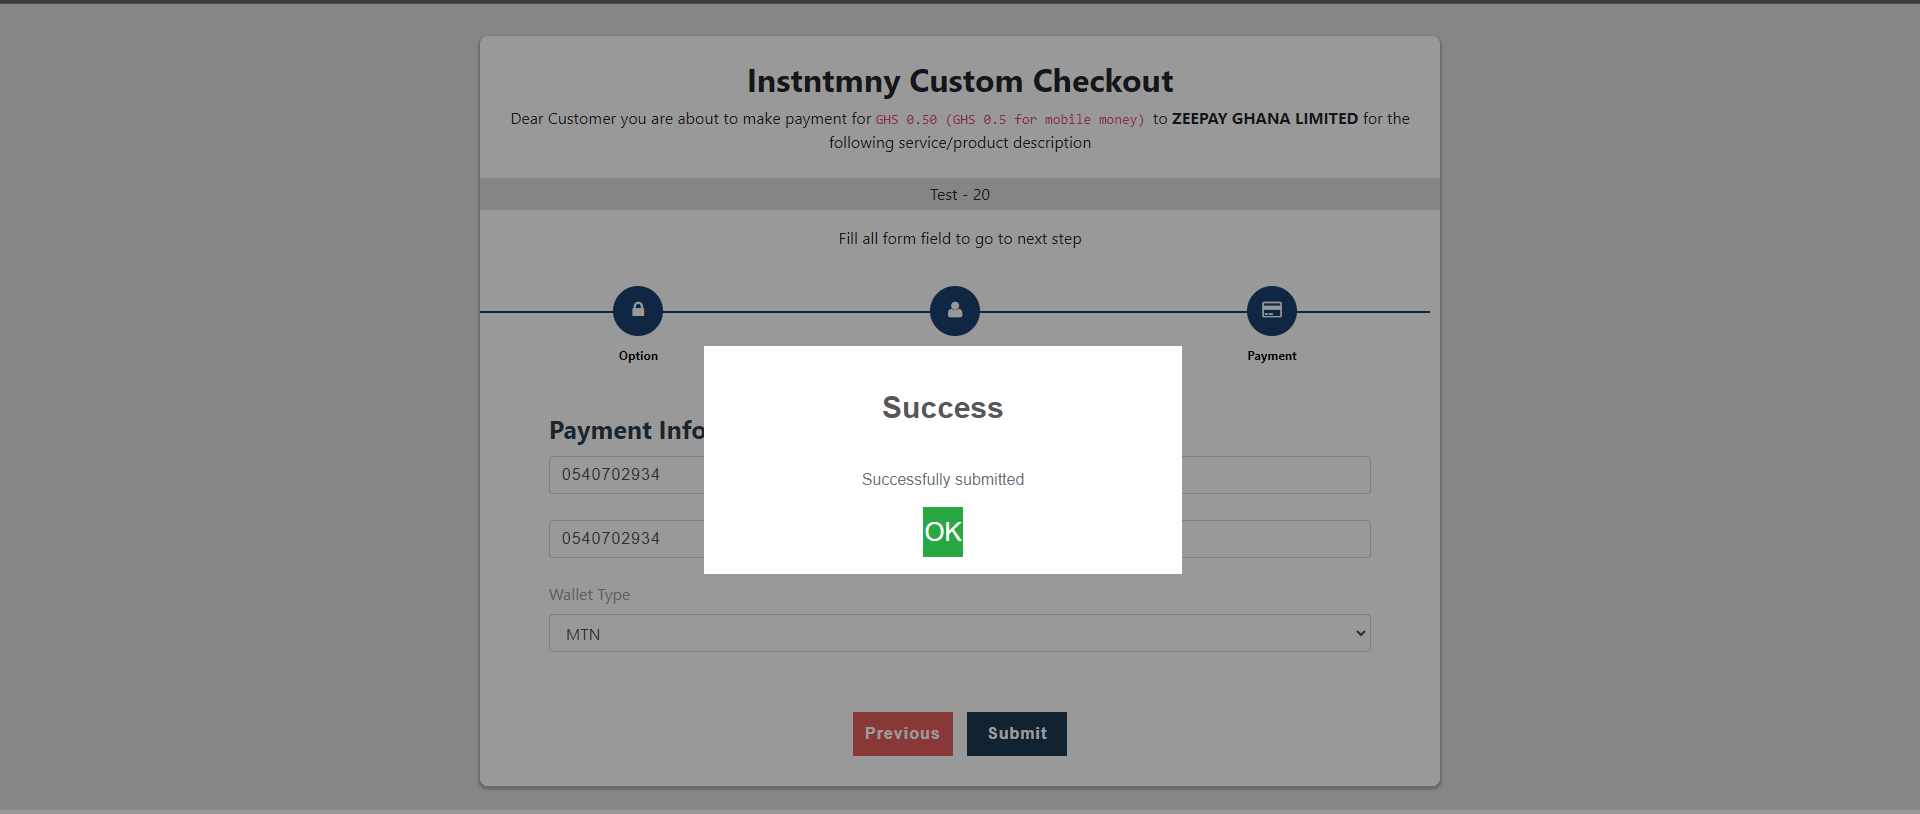 Instntmny Custom Checkout
Dear Customer you are about to make payment for GHS 0.50 (GHS 0.5 for mobile money) to ZEEPAY GHANA LIMITED for the
following service/product description
Test - 20
Fill all form field to go to next step
Option
Payment
Success
Payment Info
0540702934
Successfully submitted
OK
0540702934
Wallet Type
MTN
Previous
Submit